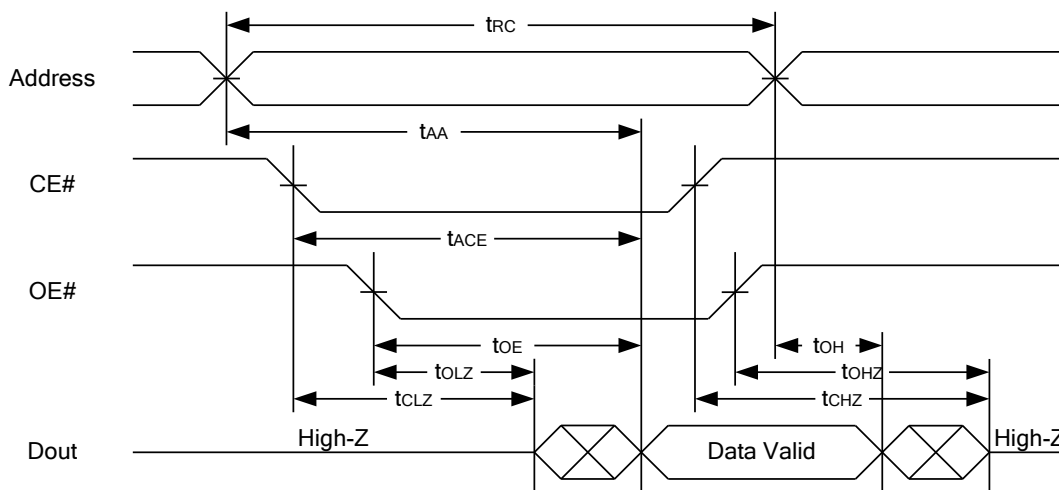 tRC
Address
tAA
CE#
tACE
OE#
tOE
tOH
tOLZ
tOHZ
tCLZ
tCHZ
High-Z
Data Valid
High-Z
Dout